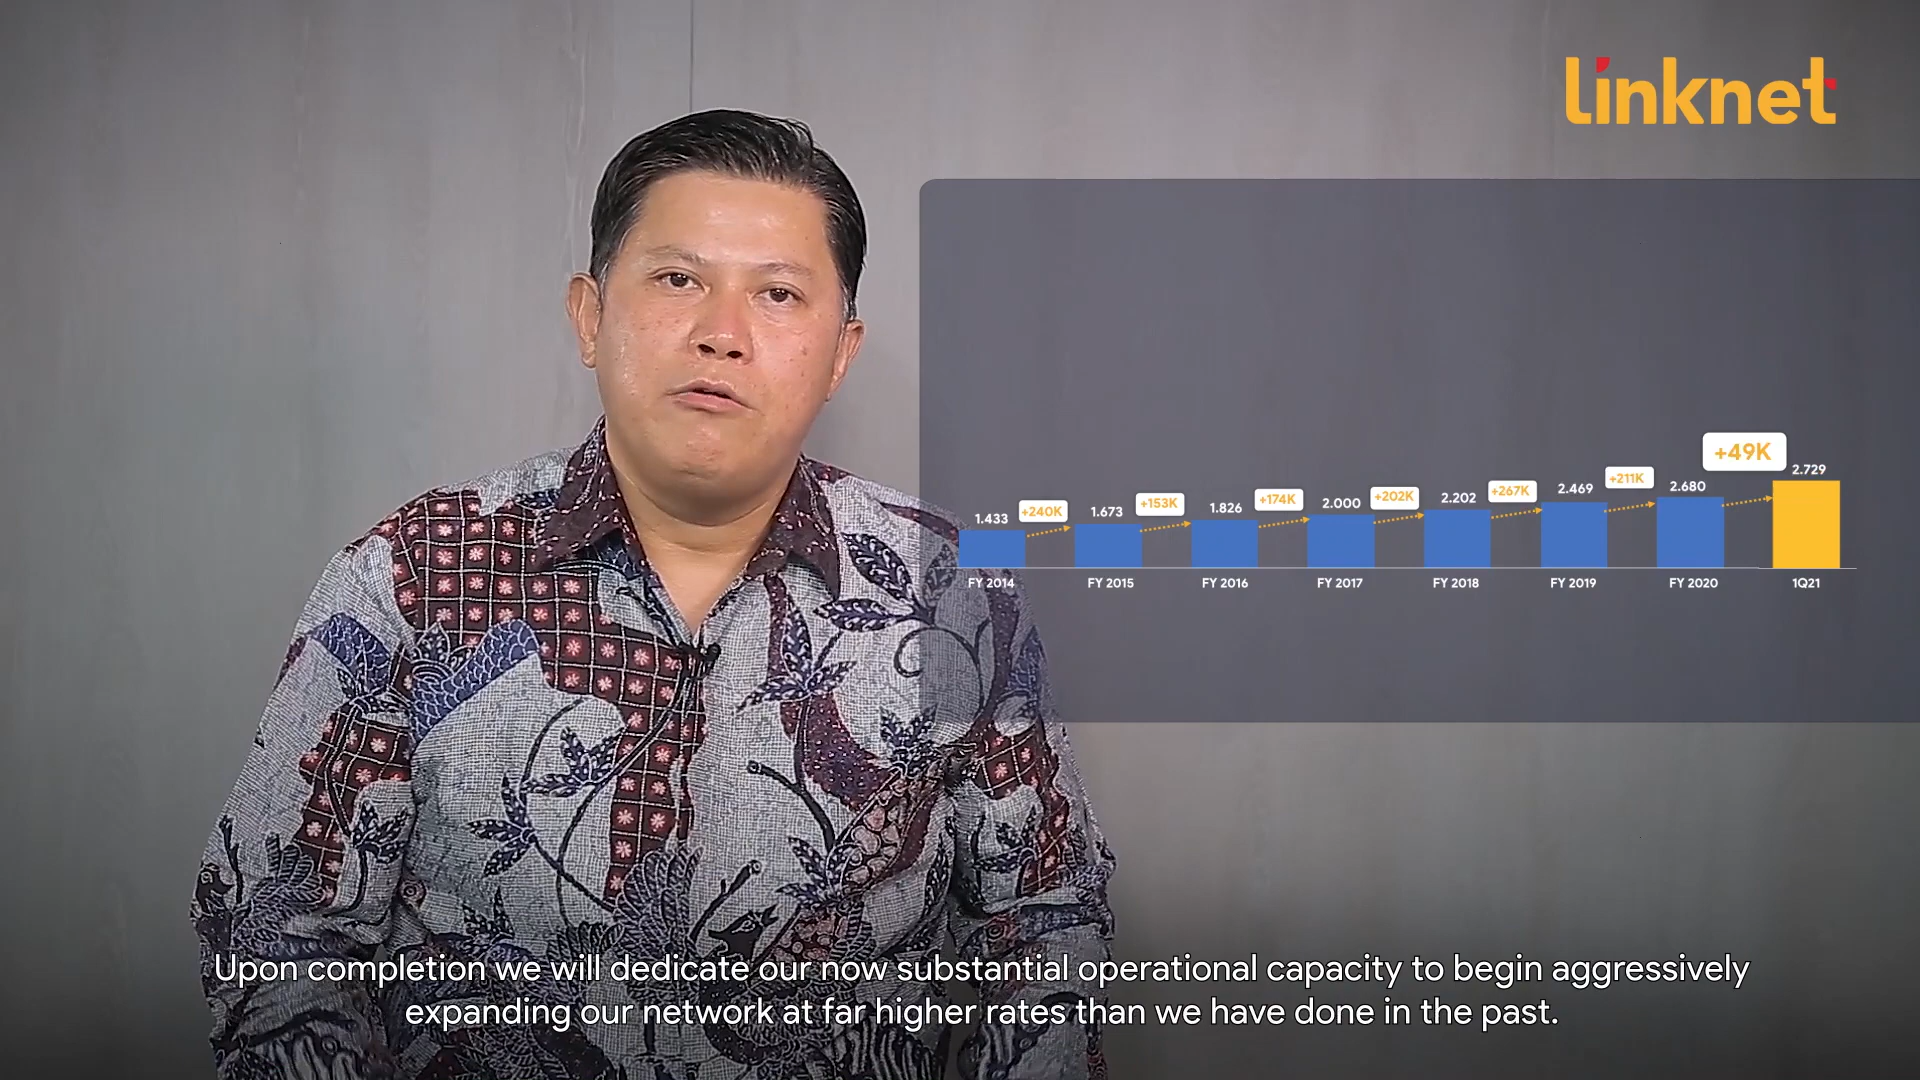 linknet
+49K
2.729
+211K
2.680
+267K
2.469
+202K
2.202
+174K
2.000
+153K
1.826
+240K
1.673
1.433
FY 2014 FY 2015 FY 2016 FY 2017 FY 2018 FY 2019 FY 2020 1Q21
Upon completion we will dedicate our now substantial operational capacity to begin aggressively
expanding our network at far higher rates than we have done in the past.